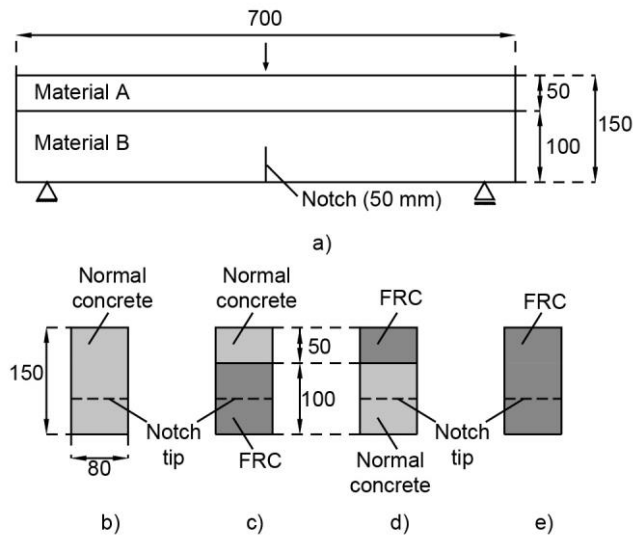 700
Material A
50
Material B
100
150
Notch (50 mm)
a)
Normal
concrete
Normal
concrete
FRC
FRC
150
50
100
Notch
tip
Notch
tip
80
FRC
Normal
concrete
b)
c)
d)
e)